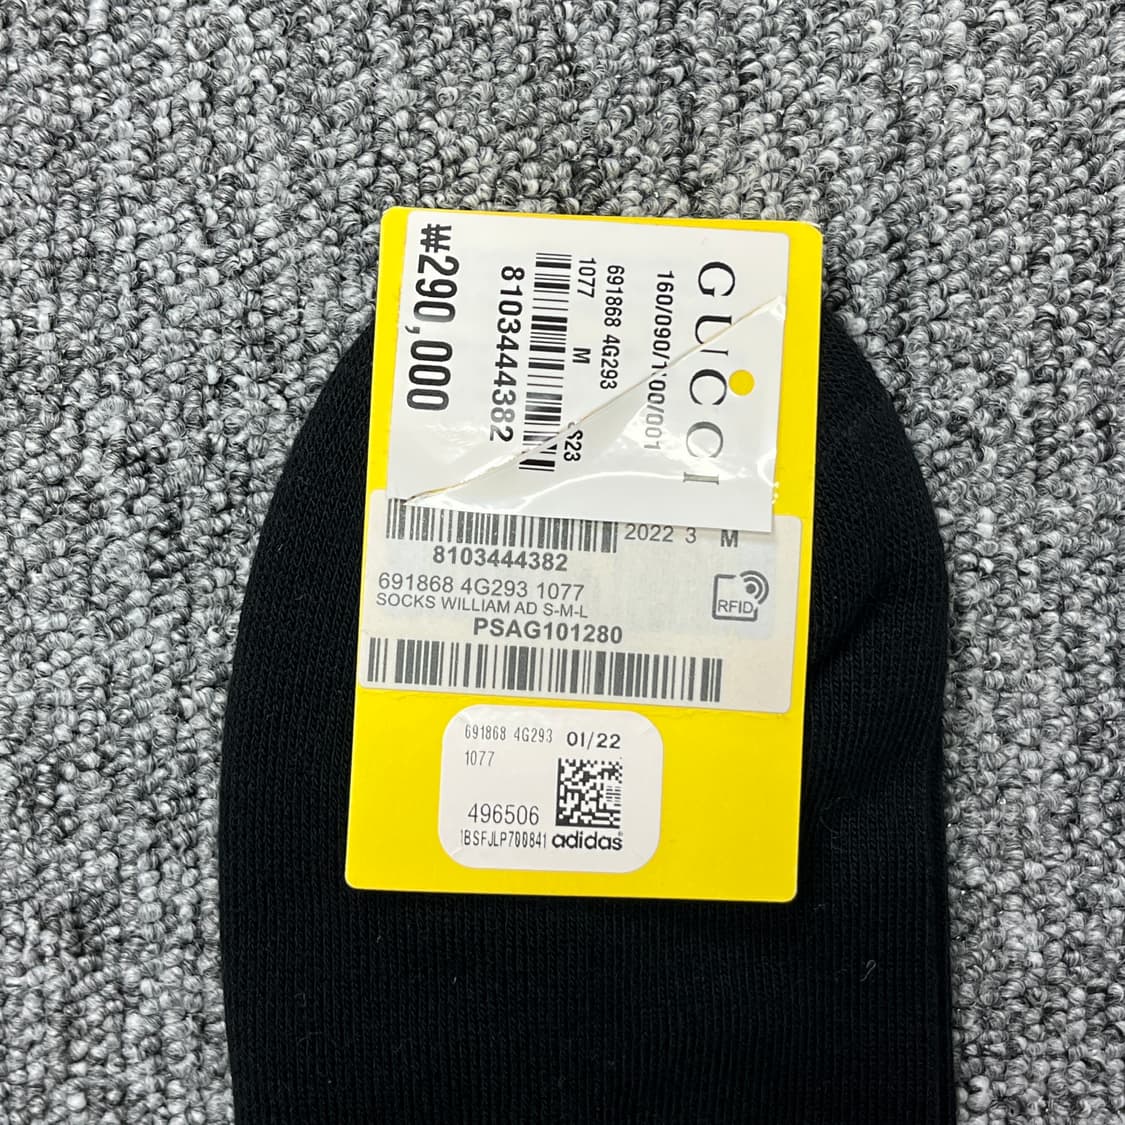 GUCCI
160/090/100/001
691868 4G293
1077 M S23
8103444382
₩290,000
2022 3 M
8103444382
691868 4G293 1077
SOCKS WILLIAM AD S-M-L
RFID
PSAG101280
691868 4G293 01/22
1077
496506
1BSFJLP700841 adidas